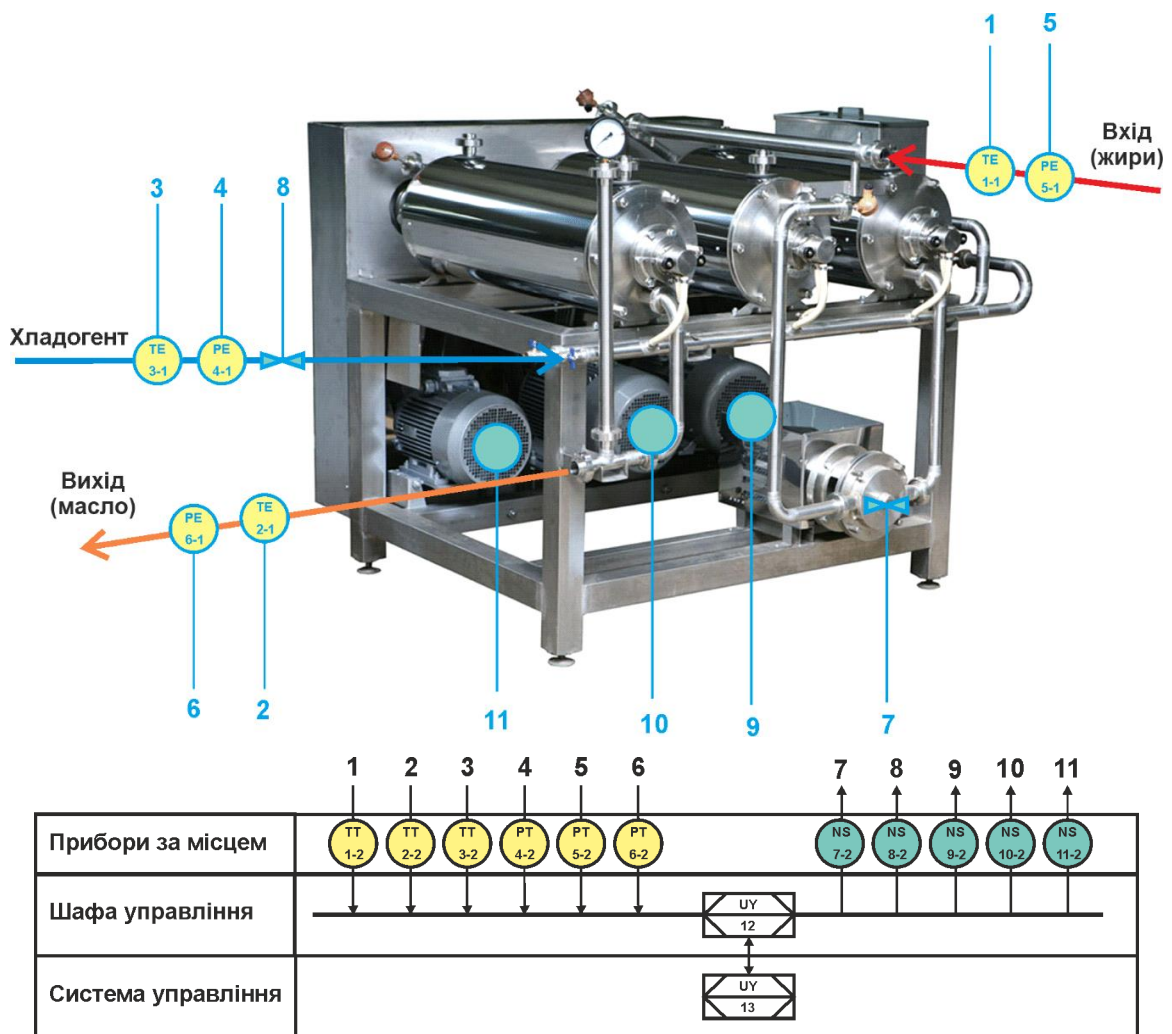 1
5
TE
1-1
PE
5-1
Вхід
(жири)
3
4
8
Хладогент
TE
3-1
PE
4-1
Вихід
(масло)
PE
6-1
TE
2-1
6
2
11
10
9
7
1
2
3
4
5
6
7
8
9
10
11
Прибори за місцем
TT
1-2
TT
2-2
TT
3-2
PT
4-2
PT
5-2
PT
6-2
NS
7-2
NS
8-2
NS
9-2
NS
10-2
NS
11-2
Шафа управління
UY
12
Система управління
UY
13